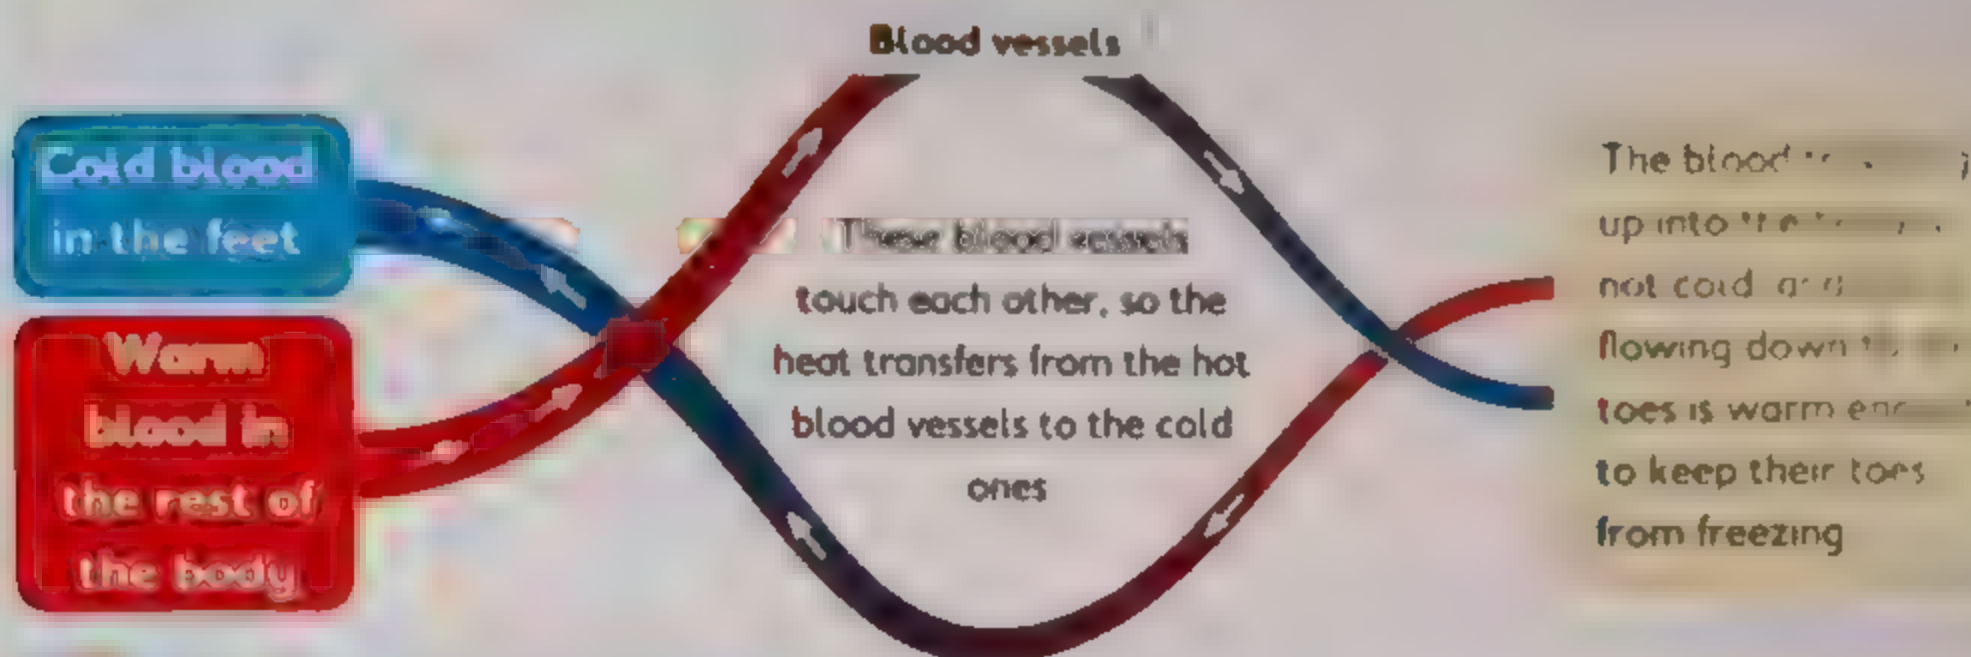 Blood vessels
Cold blood
in the feet
Warm
blood in
the rest of
the body
These blood vessels
touch each other, so the
heat transfers from the hot
blood vessels to the cold
ones
The blood
up into
not cold
flowing down
toes is warm
to keep their toes
from freezing